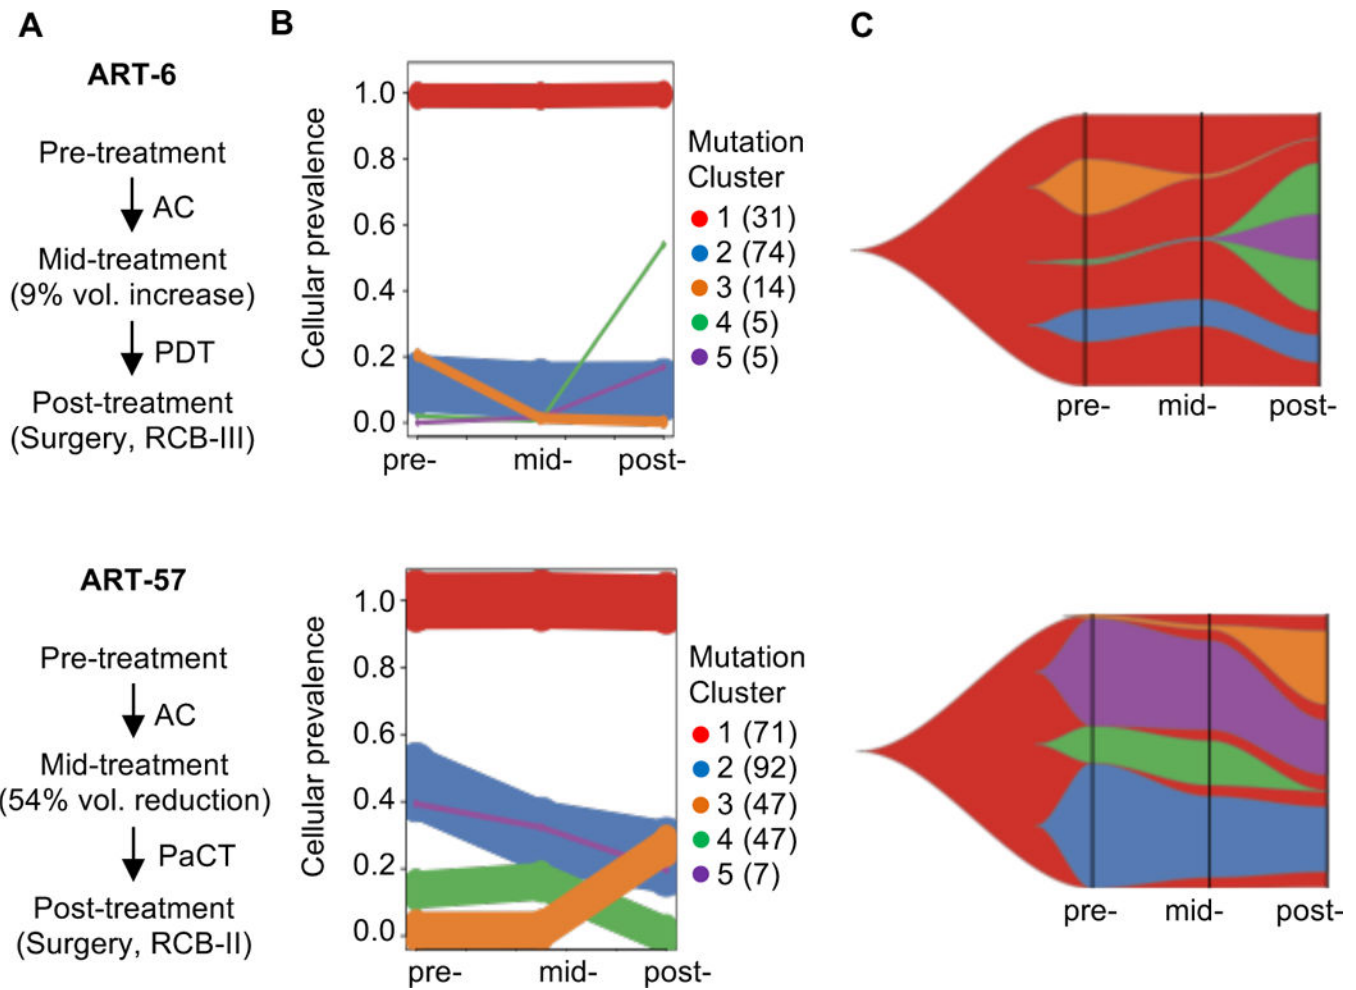 A
B
C
ART-6
Pre-treatment
AC
Mid-treatment
(9% vol. increase)
PDT
Post-treatment
(Surgery, RCB-III)
Cellular prevalence
1.0
0.8
0.6
0.4
0.2
0.0
pre-
mid-
post-
Mutation
Cluster
1 (31)
2 (74)
3 (14)
4 (5)
5 (5)
pre-
mid-
post-
ART-57
Pre-treatment
AC
Mid-treatment
(54% vol. reduction)
PaCT
Post-treatment
(Surgery, RCB-II)
Cellular prevalence
1.0
0.8
0.6
0.4
0.2
0.0
pre-
mid-
post-
Mutation
Cluster
1 (71)
2 (92)
3 (47)
4 (47)
5 (7)
pre-
mid-
post-